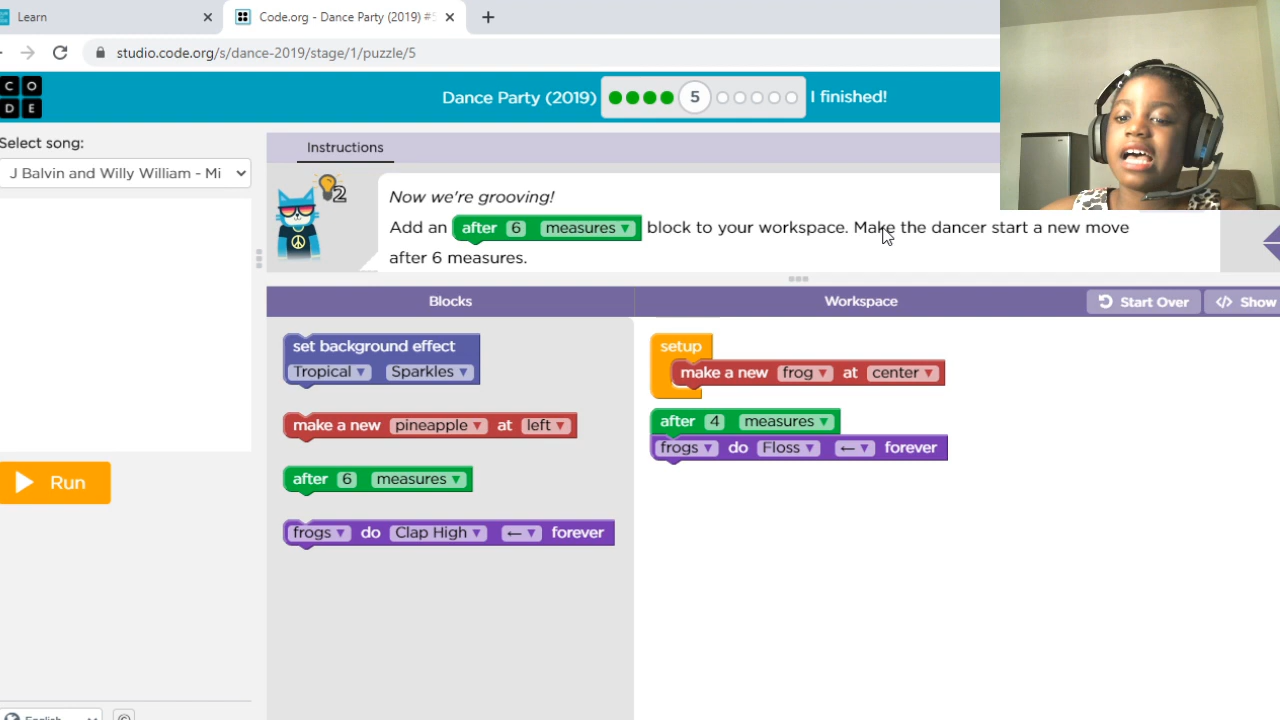 Learn
Code.org - Dance Party (2019) #5
studio.code.org/s/dance-2019/stage/1/puzzle/5
C O
D E
Dance Party (2019) 5 I finished!
Select song:
J Balvin and Willy William - Mi
Instructions
2
Now we're grooving!
Add an after 6 measures block to your workspace. Make the dancer start a new move
after 6 measures.
Blocks
Workspace
Start Over
Show
set background effect
Tropical Sparkles
make a new pineapple at left
after 6 measures
frogs do Clap High ← forever
setup
make a new frog at center
after 4 measures
frogs do Floss ← forever
Run
English
©